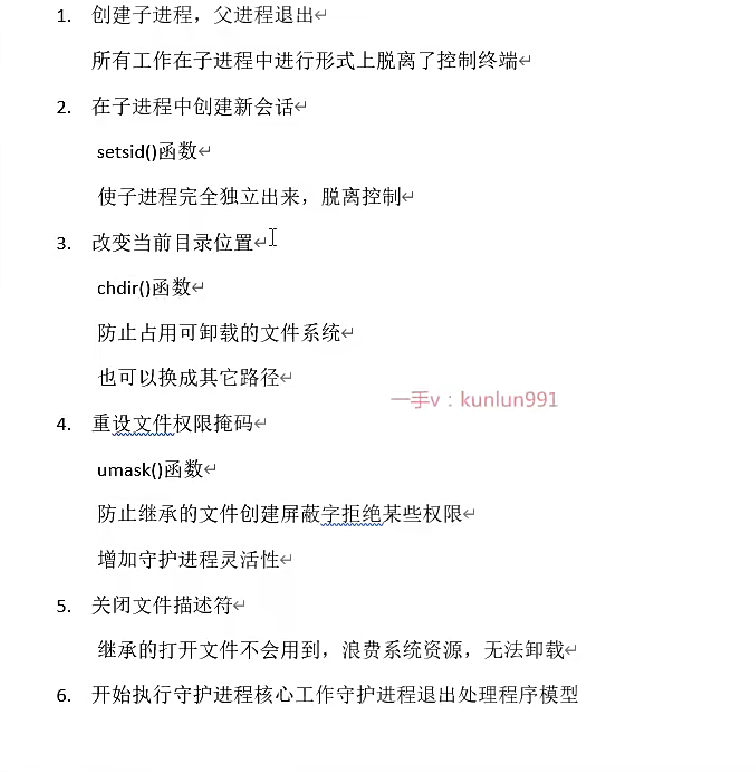 1. 创建子进程，父进程退出↵
所有工作在子进程中进行形式上脱离了控制终端↵
2. 在子进程中创建新会话↵
setsid()函数↵
使子进程完全独立出来，脱离控制↵
3. 改变当前目录位置↵
chdir()函数↵
防止占用可卸载的文件系统↵
也可以换成其它路径↵
一手v：kunlun991
4. 重设文件权限掩码↵
umask()函数↵
防止继承的文件创建屏蔽字拒绝某些权限↵
增加守护进程灵活性↵
5. 关闭文件描述符↵
继承的打开文件不会用到，浪费系统资源，无法卸载↵
6. 开始执行守护进程核心工作守护进程退出处理程序模型